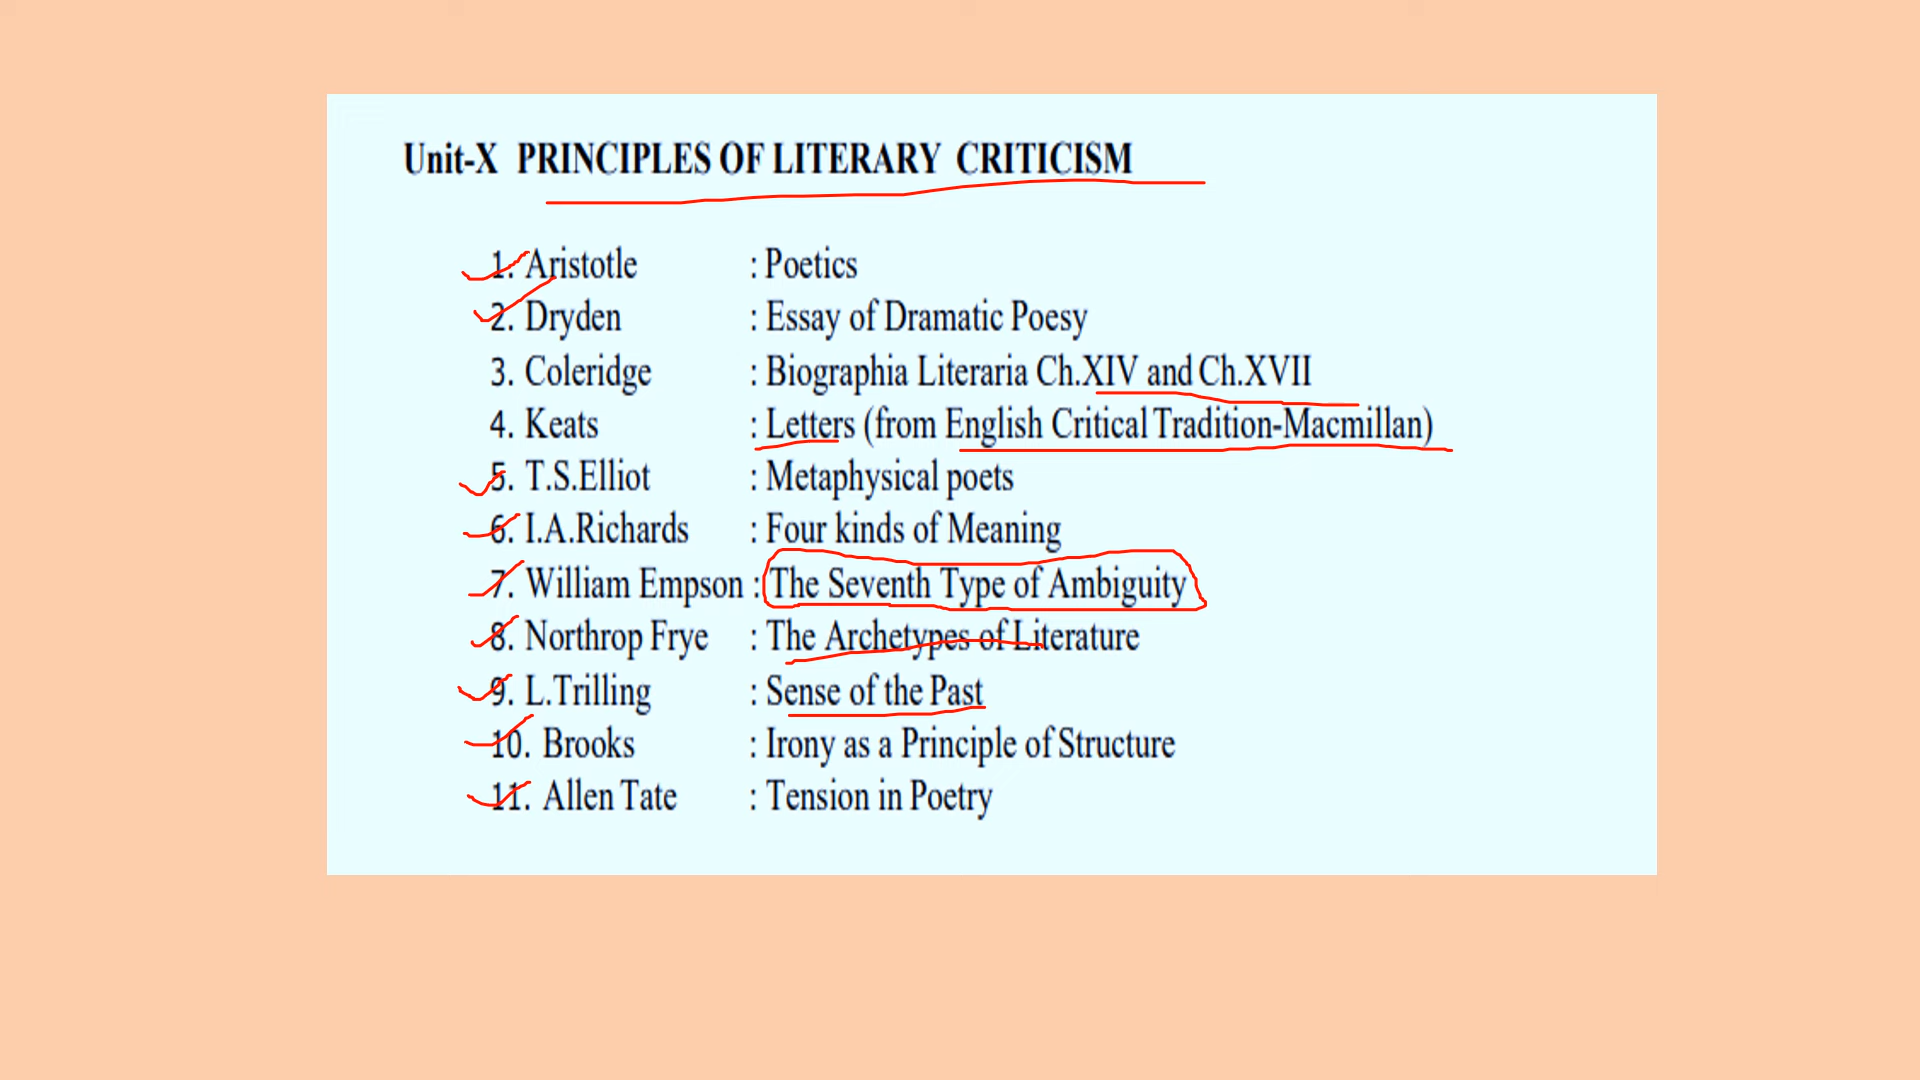 Unit-X PRINCIPLES OF LITERARY CRITICISM
1. Aristotle : Poetics
2. Dryden : Essay of Dramatic Poesy
3. Coleridge : Biographia Literaria Ch.XIV and Ch.XVII
4. Keats : Letters (from English Critical Tradition-Macmillan)
5. T.S.Elliot : Metaphysical poets
6. I.A.Richards : Four kinds of Meaning
7. William Empson : The Seventh Type of Ambiguity
8. Northrop Frye : The Archetypes of Literature
9. L.Trilling : Sense of the Past
10. Brooks : Irony as a Principle of Structure
11. Allen Tate : Tension in Poetry